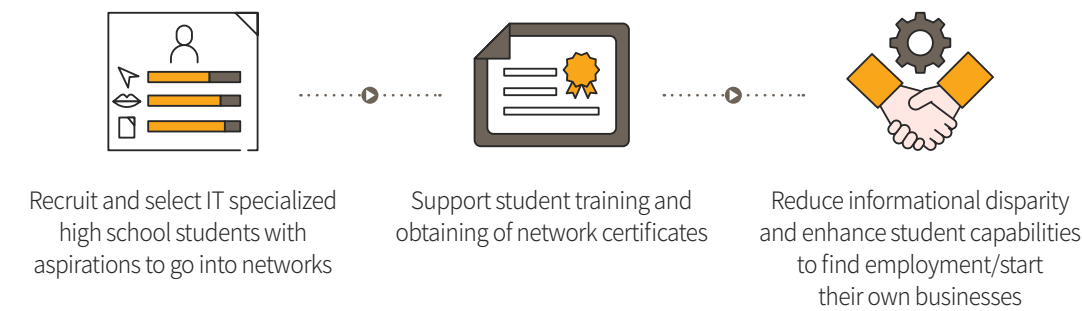 Recruit and select IT specialized
high school students with
aspirations to go into networks
Support student training and
obtaining of network certificates
Reduce informational disparity
and enhance student capabilities
to find employment/start
their own businesses